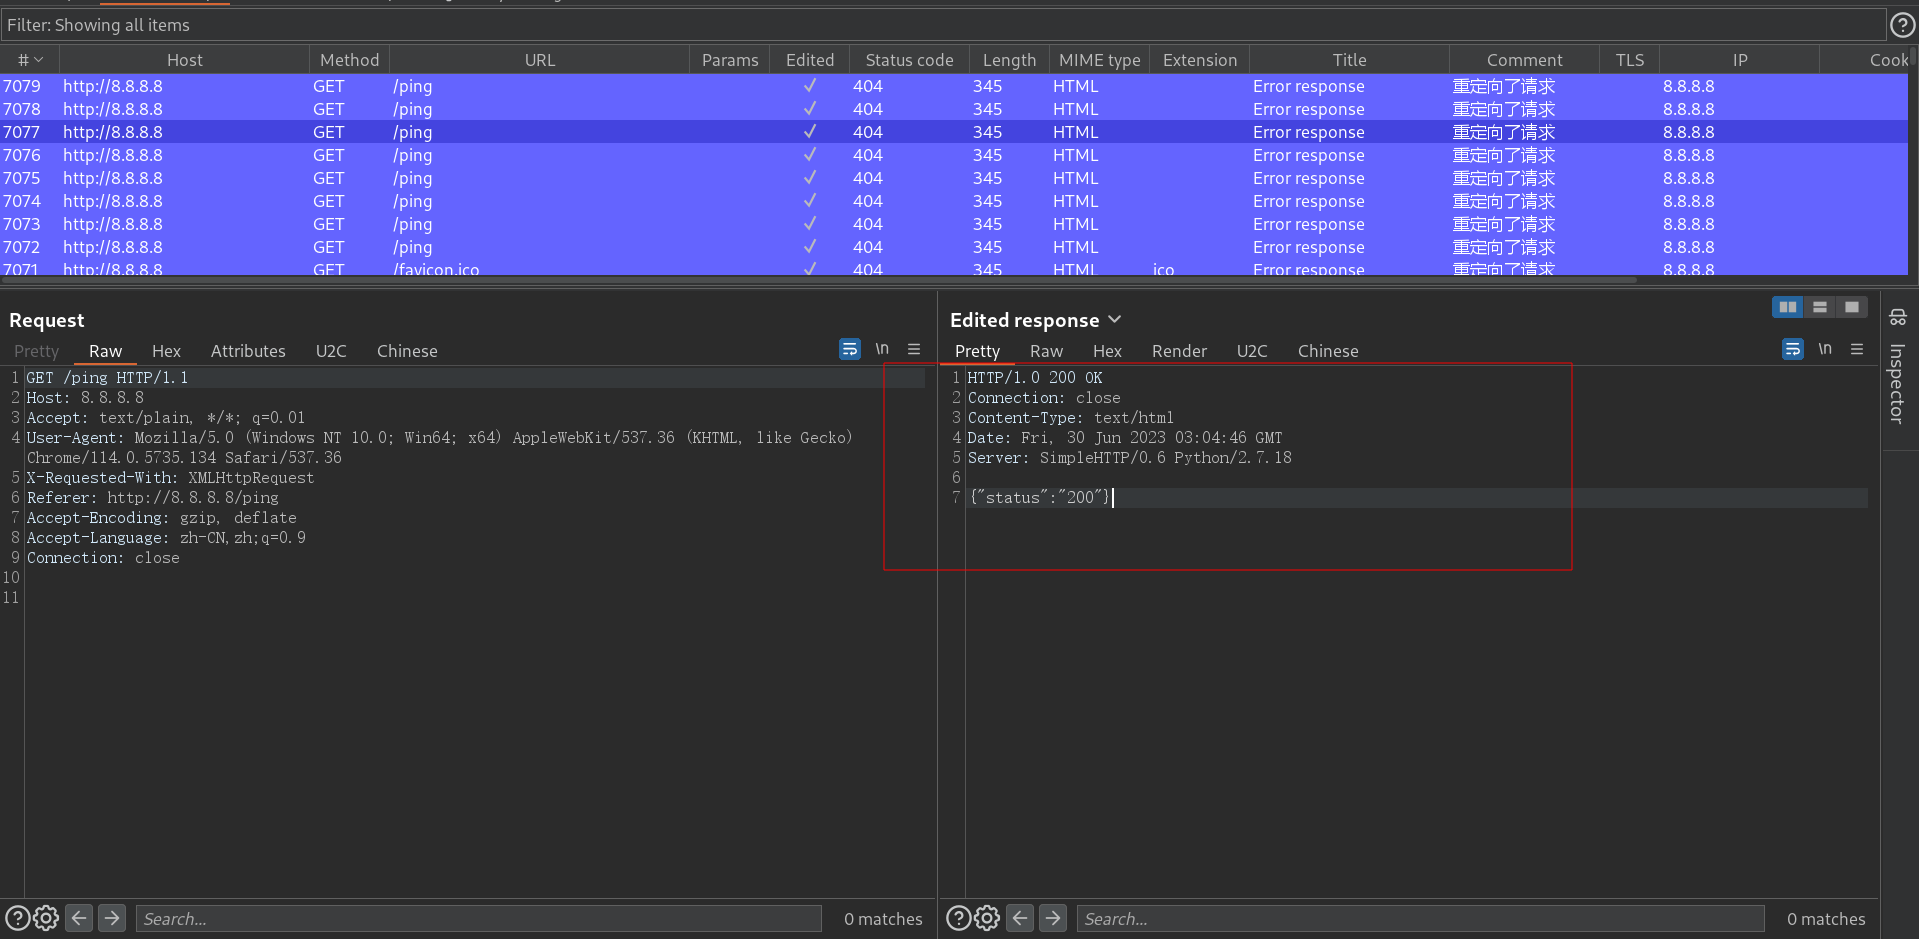 Filter: Showing all items
# Host Method URL Params Edited Status code Length MIME type Extension Title Comment TLS IP Cook
7079 http://8.8.8.8 GET /ping ✓ 404 345 HTML Error response 重定向了请求 8.8.8.8
7078 http://8.8.8.8 GET /ping ✓ 404 345 HTML Error response 重定向了请求 8.8.8.8
7077 http://8.8.8.8 GET /ping ✓ 404 345 HTML Error response 重定向了请求 8.8.8.8
7076 http://8.8.8.8 GET /ping ✓ 404 345 HTML Error response 重定向了请求 8.8.8.8
7075 http://8.8.8.8 GET /ping ✓ 404 345 HTML Error response 重定向了请求 8.8.8.8
7074 http://8.8.8.8 GET /ping ✓ 404 345 HTML Error response 重定向了请求 8.8.8.8
7073 http://8.8.8.8 GET /ping ✓ 404 345 HTML Error response 重定向了请求 8.8.8.8
7072 http://8.8.8.8 GET /ping ✓ 404 345 HTML Error response 重定向了请求 8.8.8.8
7071 http://8.8.8.8 GET /favicon.ico ✓ 404 345 HTML ico Error response 重定向了请求 8.8.8.8
Request
Pretty Raw Hex Attributes U2C Chinese \n
1 GET /ping HTTP/1.1
2 Host: 8.8.8.8
3 Accept: text/plain, */*; q=0.01
4 User-Agent: Mozilla/5.0 (Windows NT 10.0; Win64; x64) AppleWebKit/537.36 (KHTML, like Gecko)
Chrome/114.0.5735.134 Safari/537.36
5 X-Requested-With: XMLHttpRequest
6 Referer: http://8.8.8.8/ping
7 Accept-Encoding: gzip, deflate
8 Accept-Language: zh-CN,zh;q=0.9
9 Connection: close
10
11
Search...
0 matches
Edited response
Pretty Raw Hex Render U2C Chinese \n
1 HTTP/1.0 200 OK
2 Connection: close
3 Content-Type: text/html
4 Date: Fri, 30 Jun 2023 03:04:46 GMT
5 Server: SimpleHTTP/0.6 Python/2.7.18
6
7 {"status":"200"}
Search...
0 matches
Inspector